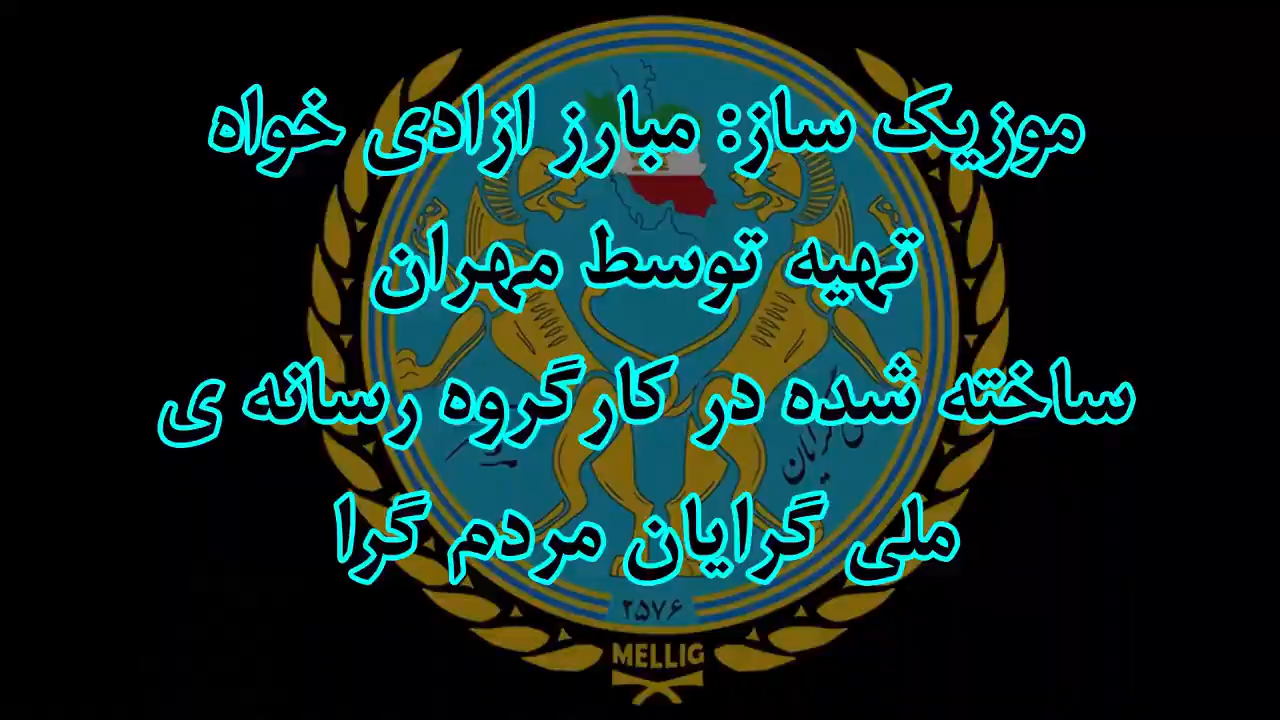 موزیک ساز: مبارز ازادی خواه
تهیه توسط مهران
ساخته شده در کارگروه رسانه ی
ملی گرایان مردم گرا
گرایان
۲۵۷۶
MELLIG